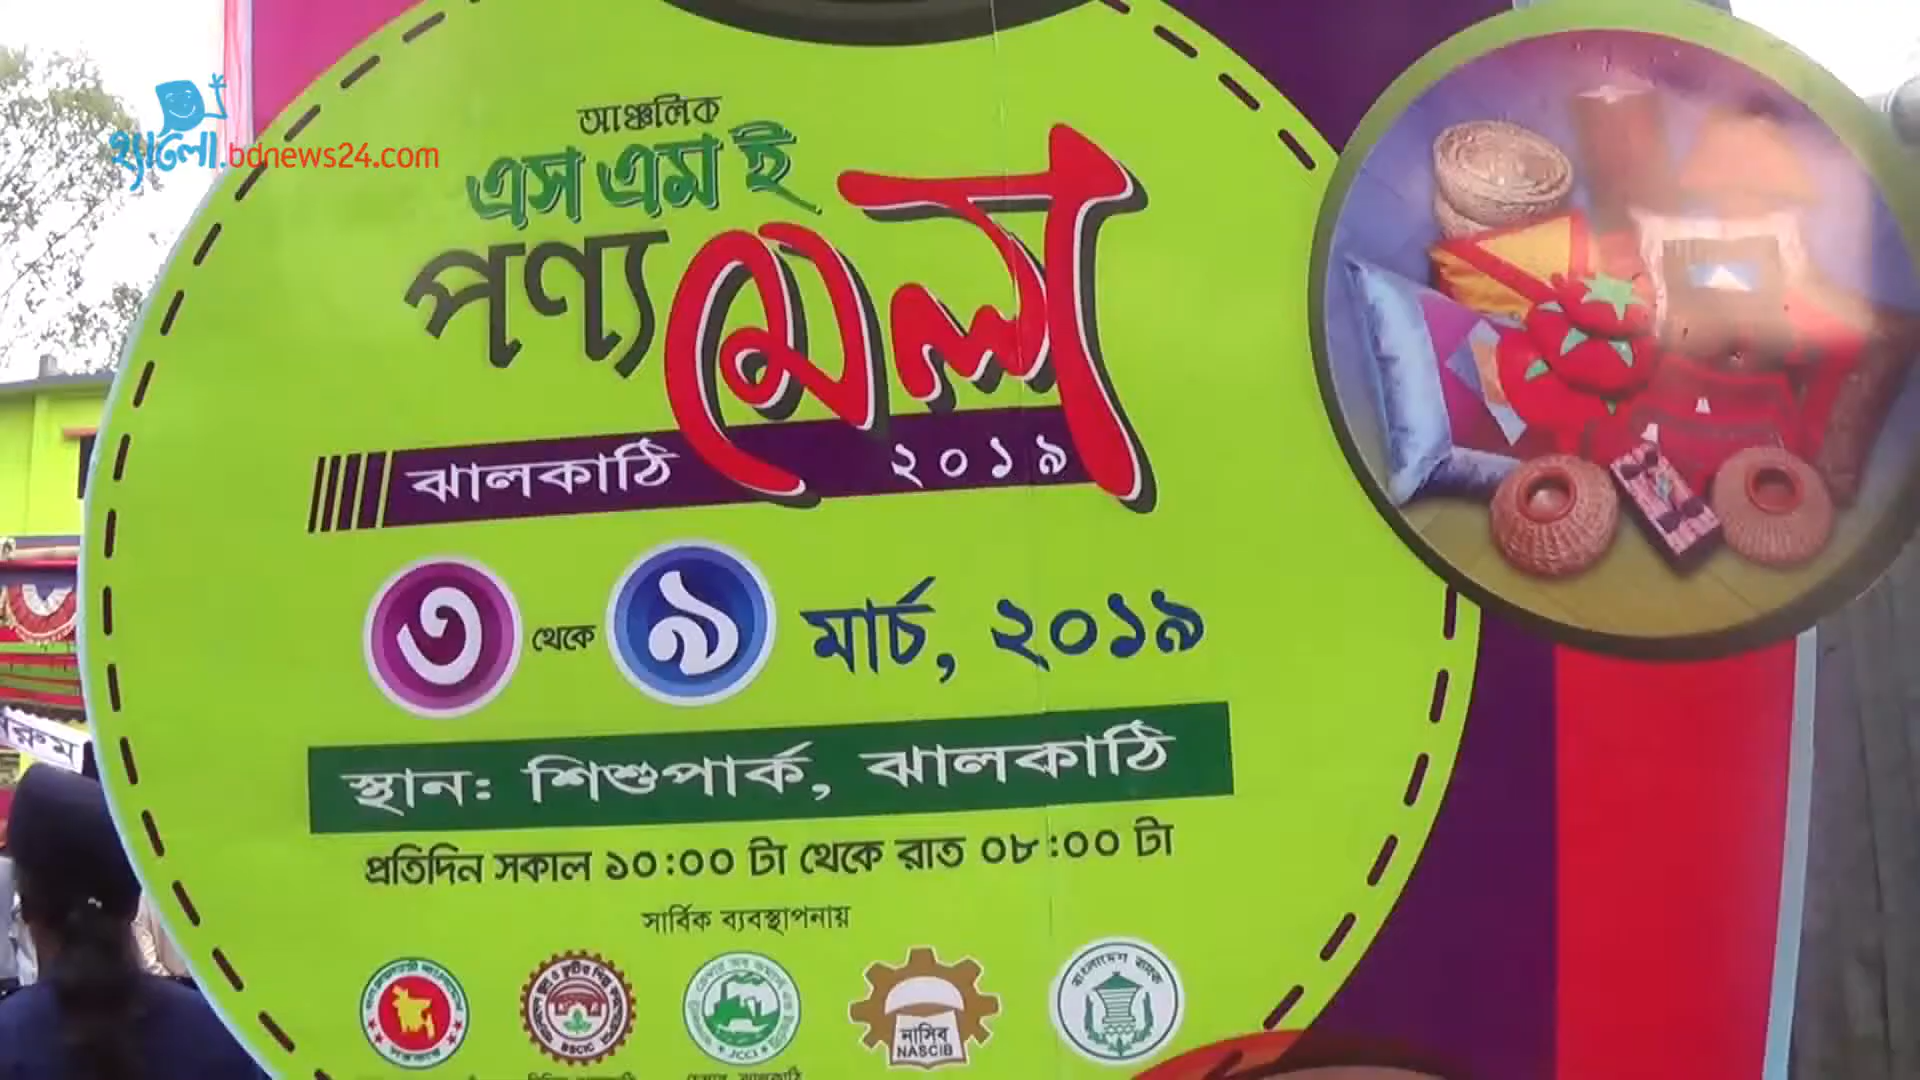 হ্যালো.bdnews24.com
আঞ্চলিক
এস এম ই
পণ্য মেলা
ঝালকাঠি ২০১৯
৩ থেকে ৯ মার্চ, ২০১৯
স্থান: শিশুপার্ক, ঝালকাঠি
প্রতিদিন সকাল ১০:০০ টা থেকে রাত ০৮:০০ টা
সার্বিক ব্যবস্থাপনায়
BSCIC
JCCI
নাসিব
NASCIB
বাংলাদেশ ব্যাংক